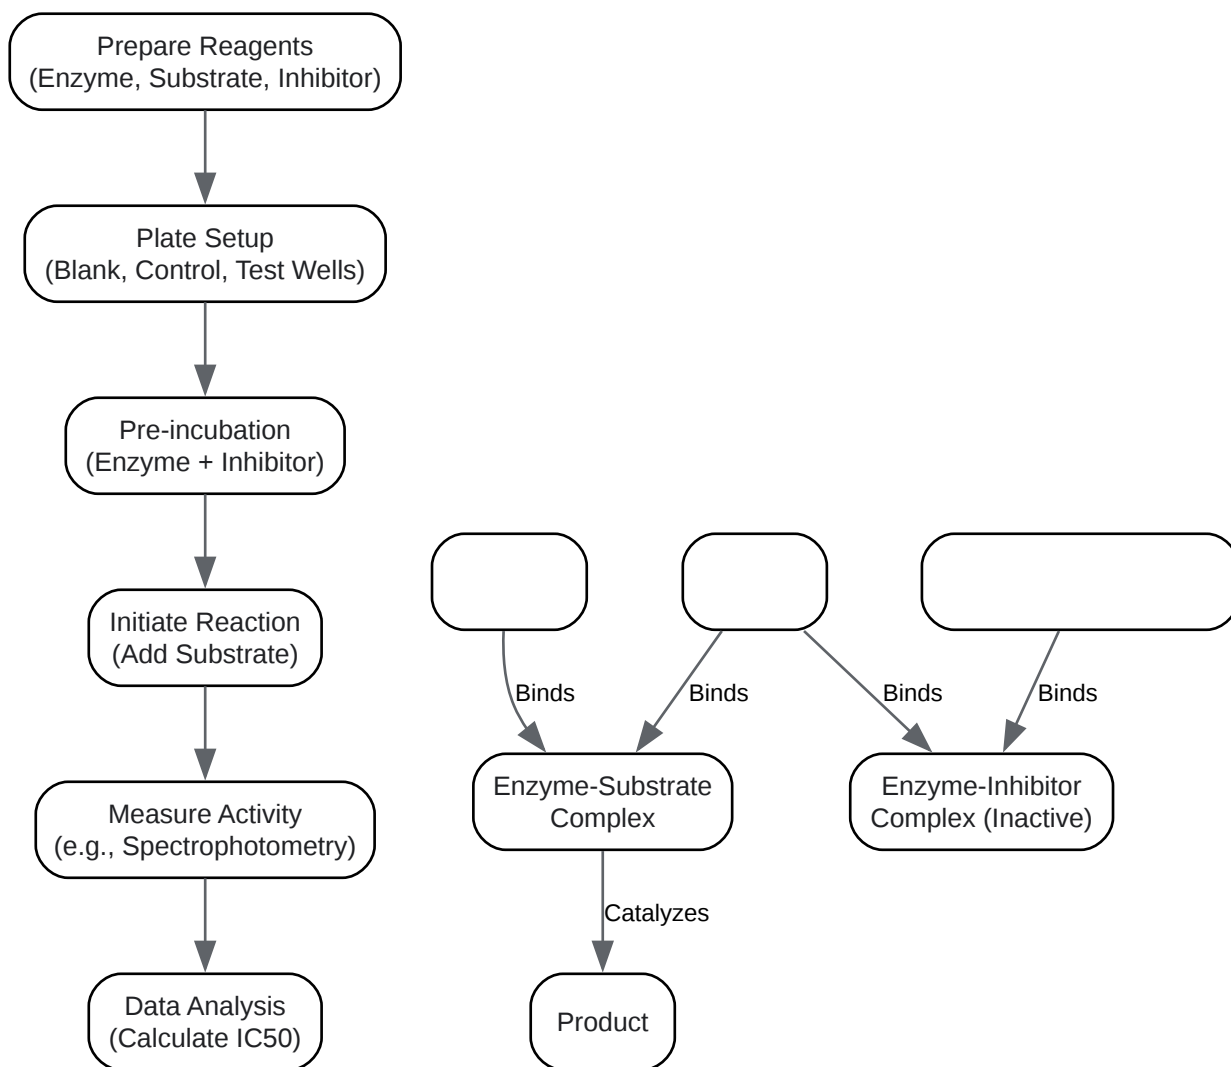 Prepare Reagents
(Enzyme, Substrate, Inhibitor)
Plate Setup
(Blank, Control, Test Wells)
Pre-incubation
(Enzyme + Inhibitor)
Initiate Reaction
(Add Substrate)
Measure Activity
(e.g., Spectrophotometry)
Data Analysis
(Calculate IC50)
Binds
Binds
Binds
Binds
Enzyme-Substrate
Complex
Enzyme-Inhibitor
Complex (Inactive)
Catalyzes
Product